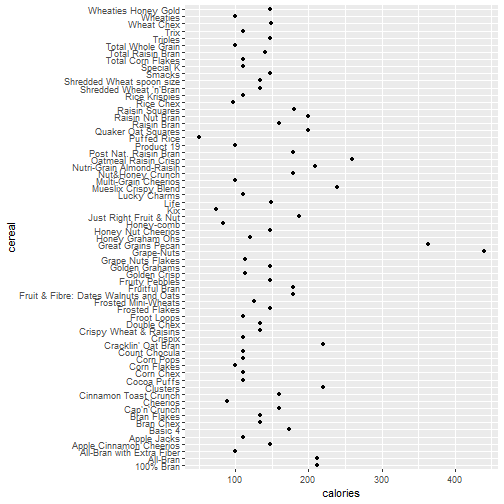 Wheaties Honey Gold
Wheaties
Wheat Chex
Trix
Triples
Total Whole Grain
Total Raisin Bran
Total Corn Flakes
Special K
Smacks
Shredded Wheat spoon size
Shredded Wheat 'n'Bran
Rice Krispies
Rice Chex
Raisin Squares
Raisin Nut Bran
Raisin Bran
Quaker Oat Squares
Puffed Rice
Product 19
Post Nat. Raisin Bran
Oatmeal Raisin Crisp
Nutri-Grain Almond-Raisin
Nut&Honey Crunch
Multi-Grain Cheerios
Mueslix Crispy Blend
Lucky Charms
Life
Kix
Just Right Fruit & Nut
Honey-comb
Honey Nut Cheerios
Honey Graham Ohs
Great Grains Pecan
Grape-Nuts
Grape Nuts Flakes
Golden Grahams
Golden Crisp
Fruity Pebbles
Fruitful Bran
Fruit & Fibre: Dates Walnuts and Oats
Frosted Mini-Wheats
Frosted Flakes
Froot Loops
Double Chex
Crispy Wheat & Raisins
Crispix
Cracklin' Oat Bran
Count Chocula
Corn Pops
Corn Flakes
Corn Chex
Cocoa Puffs
Clusters
Cinnamon Toast Crunch
Cheerios
Cap'n'Crunch
Bran Flakes
Bran Chex
Basic 4
Apple Jacks
Apple Cinnamon Cheerios
All-Bran with Extra Fiber
All-Bran
100% Bran
cereal
100 200 300 400
calories